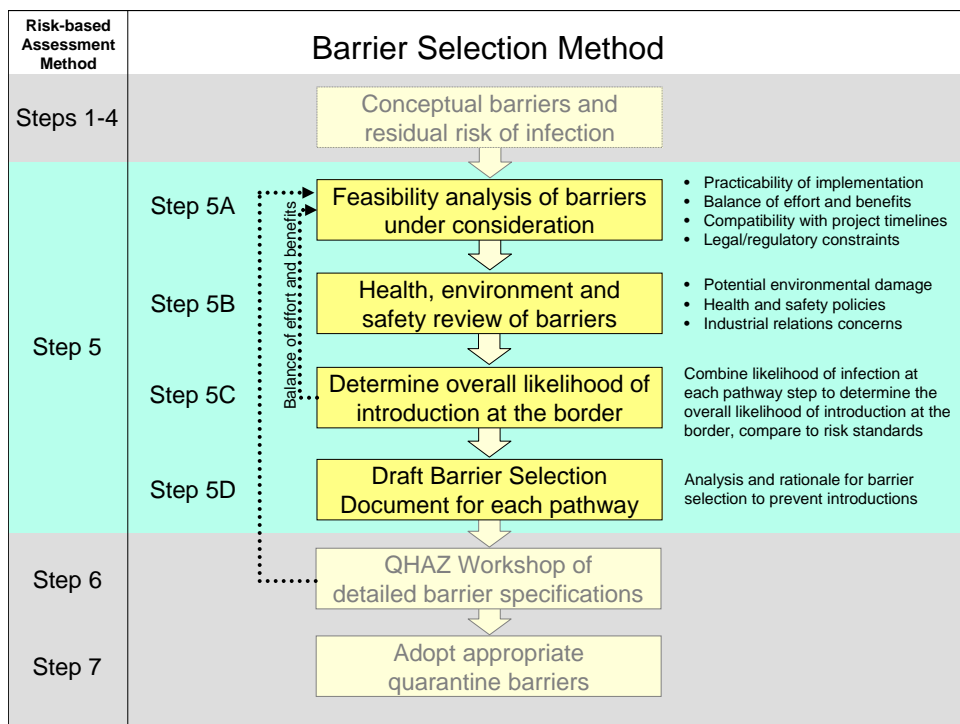 Risk-based
Assessment
Method
Barrier Selection Method
Steps 1-4
Conceptual barriers and
residual risk of infection
Step 5
Balance of effort and benefits
Step 5A
Feasibility analysis of barriers
under consideration
• Practicability of implementation
• Balance of effort and benefits
• Compatibility with project timelines
• Legal/regulatory constraints
Step 5B
Health, environment and
safety review of barriers
• Potential environmental damage
• Health and safety policies
• Industrial relations concerns
Step 5C
Determine overall likelihood of
introduction at the border
Combine likelihood of infection at
each pathway step to determine the
overall likelihood of introduction at the
border, compare to risk standards
Step 5D
Draft Barrier Selection
Document for each pathway
Analysis and rationale for barrier
selection to prevent introductions
Step 6
QHAZ Workshop of
detailed barrier specifications
Step 7
Adopt appropriate
quarantine barriers